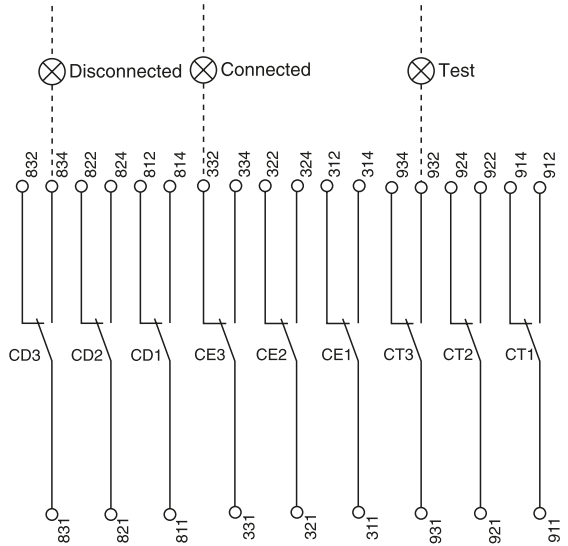 Disconnected Connected Test
832 834 822 824 812 814 332 334 322 324 312 314 934 932 924 922 914 912
CD3 CD2 CD1 CE3 CE2 CE1 CT3 CT2 CT1
831 821 811 331 321 311 931 921 911